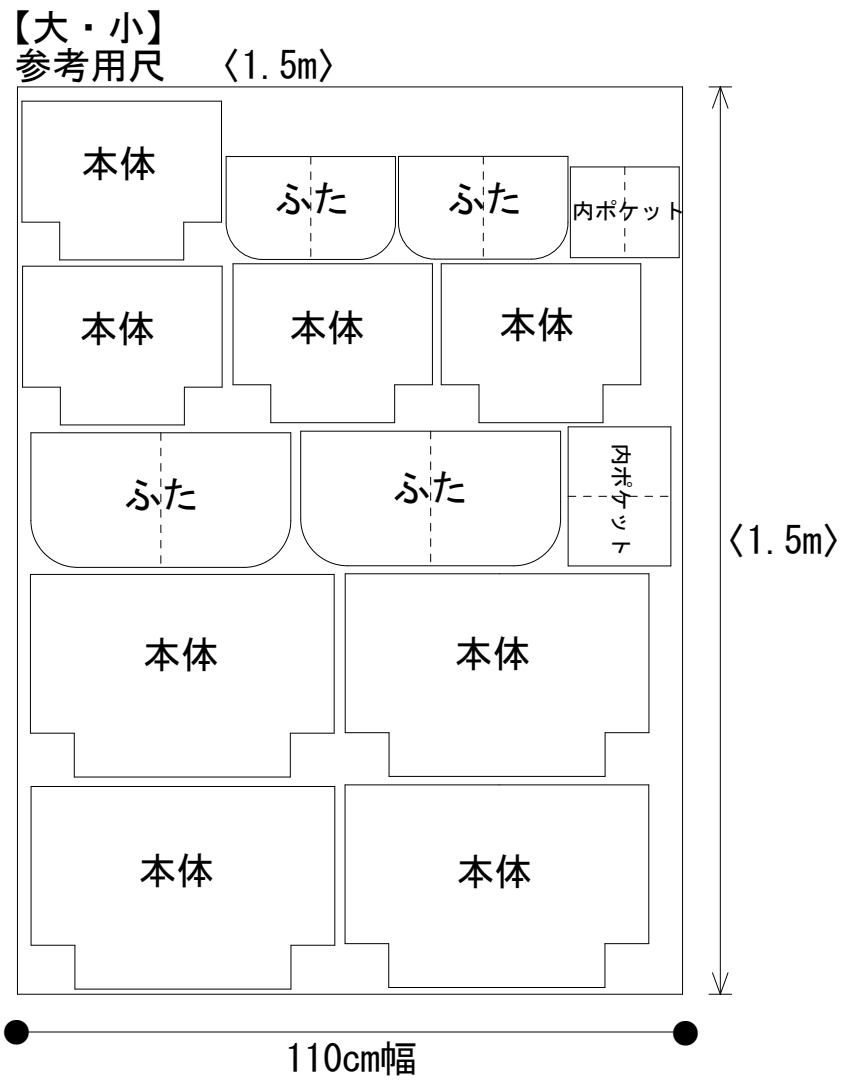 【大・小】
参考用尺 〈1.5m〉
本体
ふた
ふた
内ポケット
本体
本体
本体
ふた
ふた
内ポケット
〈1.5m〉
本体
本体
本体
本体
110cm幅